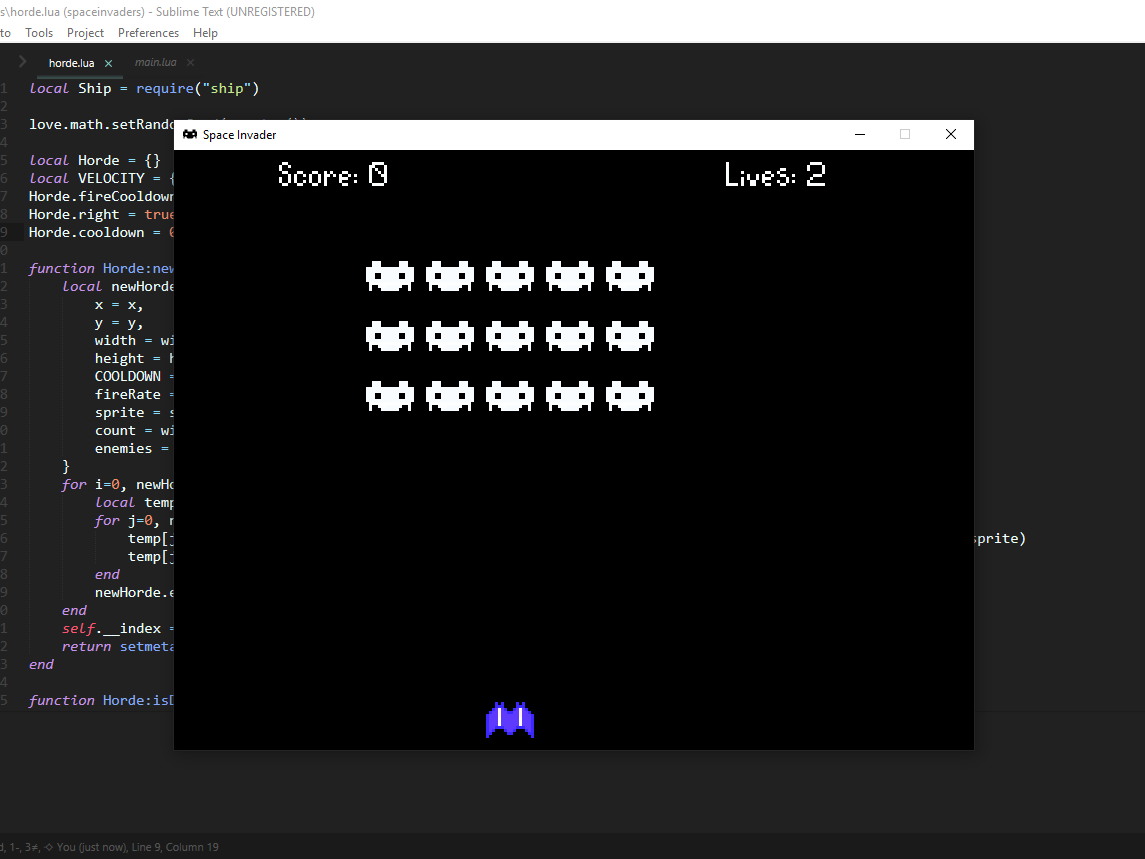 s\horde.lua (spaceinvaders) - Sublime Text (UNREGISTERED)
to Tools Project Preferences Help
horde.lua × main.lua ×
1 local Ship = require("ship")
2
3 love.math.setRando
Space Invader
4
5 local Horde = {}
Score: 0 Lives: 2
6 local VELOCITY = {
7 Horde.fireCooldown
8 Horde.right = true
9 Horde.cooldown = 0
0
1 function Horde:new
2 local newHorde
3 x = x,
4 y = y,
5 width = wi
6 height = h
7 COOLDOWN =
8 fireRate =
9 sprite = s
0 count = wi
1 enemies =
2 }
3 for i=0, newHo
4 local temp
5 for j=0, n
6 temp[j sprite)
7 temp[j
8 end
9 newHorde.e
0 end
1 self.__index =
2 return setmeta
3 end
4
5 function Horde:isD
d, 1-, 3≠, You (just now), Line 9, Column 19